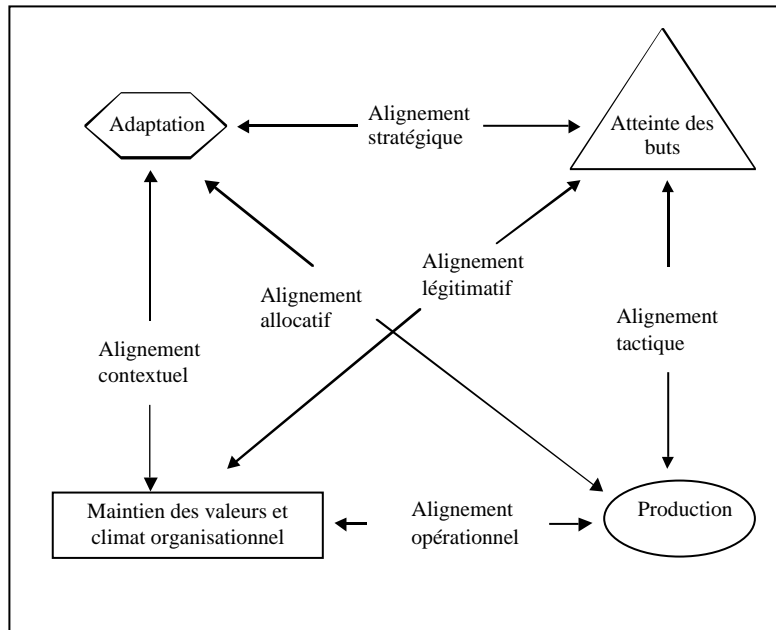 Adaptation
Alignement
stratégique
Atteinte des
buts
Alignement
allocatif
Alignement
légitimatif
Alignement
contextuel
Alignement
tactique
Maintien des valeurs et
climat organisationnel
Alignement
opérationnel
Production